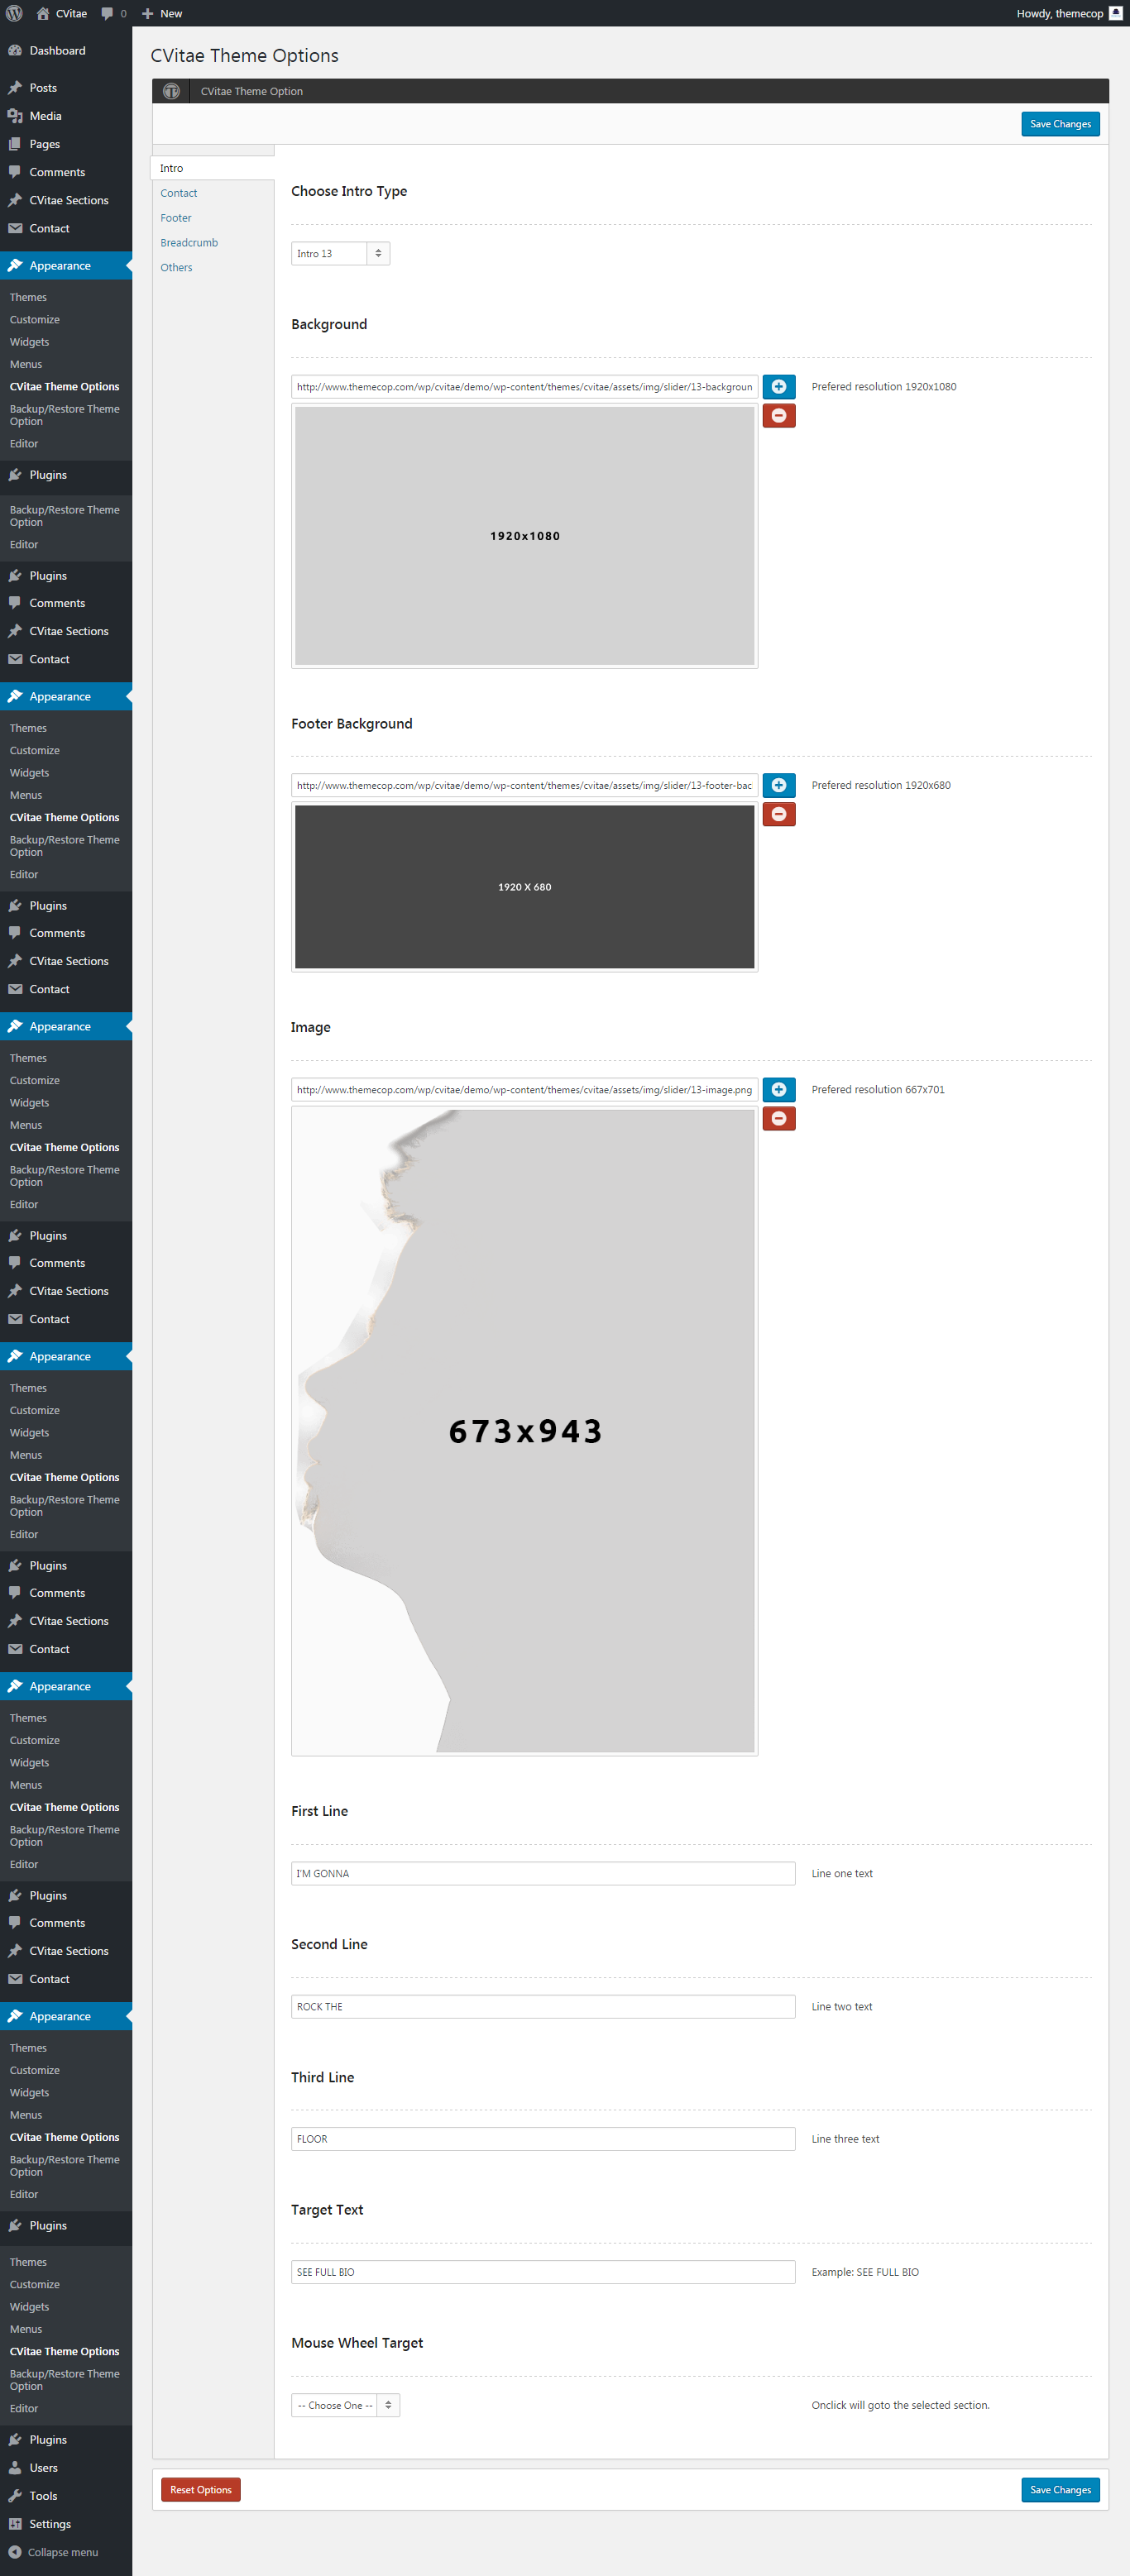 CVitae
0
New
Howdy, themecop
Dashboard
Posts
Media
Pages
Comments
CVitae Sections
Contact
Appearance
Themes
Customize
Widgets
Menus
CVitae Theme Options
Backup/Restore Theme
Option
Editor
Plugins
Backup/Restore Theme
Option
Editor
Plugins
Comments
CVitae Sections
Contact
Appearance
Themes
Customize
Widgets
Menus
CVitae Theme Options
Backup/Restore Theme
Option
Editor
Plugins
Comments
CVitae Sections
Contact
Appearance
Themes
Customize
Widgets
Menus
CVitae Theme Options
Backup/Restore Theme
Option
Editor
Plugins
Comments
CVitae Sections
Contact
Appearance
Themes
Customize
Widgets
Menus
CVitae Theme Options
Backup/Restore Theme
Option
Editor
Plugins
Comments
CVitae Sections
Contact
Appearance
Themes
Customize
Widgets
Menus
CVitae Theme Options
Backup/Restore Theme
Option
Editor
Plugins
Comments
CVitae Sections
Contact
Appearance
Themes
Customize
Widgets
Menus
CVitae Theme Options
Backup/Restore Theme
Option
Editor
Plugins
Themes
Customize
Widgets
Menus
CVitae Theme Options
Backup/Restore Theme
Option
Editor
Plugins
Users
Tools
Settings
Collapse menu
CVitae Theme Options
CVitae Theme Option
Save Changes
Intro
Contact
Footer
Breadcrumb
Others
Choose Intro Type
Intro 13
Background
http://www.themecop.com/wp/cvitae/demo/wp-content/themes/cvitae/assets/img/slider/13-backgroun
Prefered resolution 1920x1080
1920x1080
Footer Background
http://www.themecop.com/wp/cvitae/demo/wp-content/themes/cvitae/assets/img/slider/13-footer-bac
Prefered resolution 1920x680
1920 X 680
Image
http://www.themecop.com/wp/cvitae/demo/wp-content/themes/cvitae/assets/img/slider/13-image.png
Prefered resolution 667x701
673x943
First Line
I'M GONNA
Line one text
Second Line
ROCK THE
Line two text
Third Line
FLOOR
Line three text
Target Text
SEE FULL BIO
Example: SEE FULL BIO
Mouse Wheel Target
-- Choose One --
Onclick will goto the selected section.
Reset Options
Save Changes